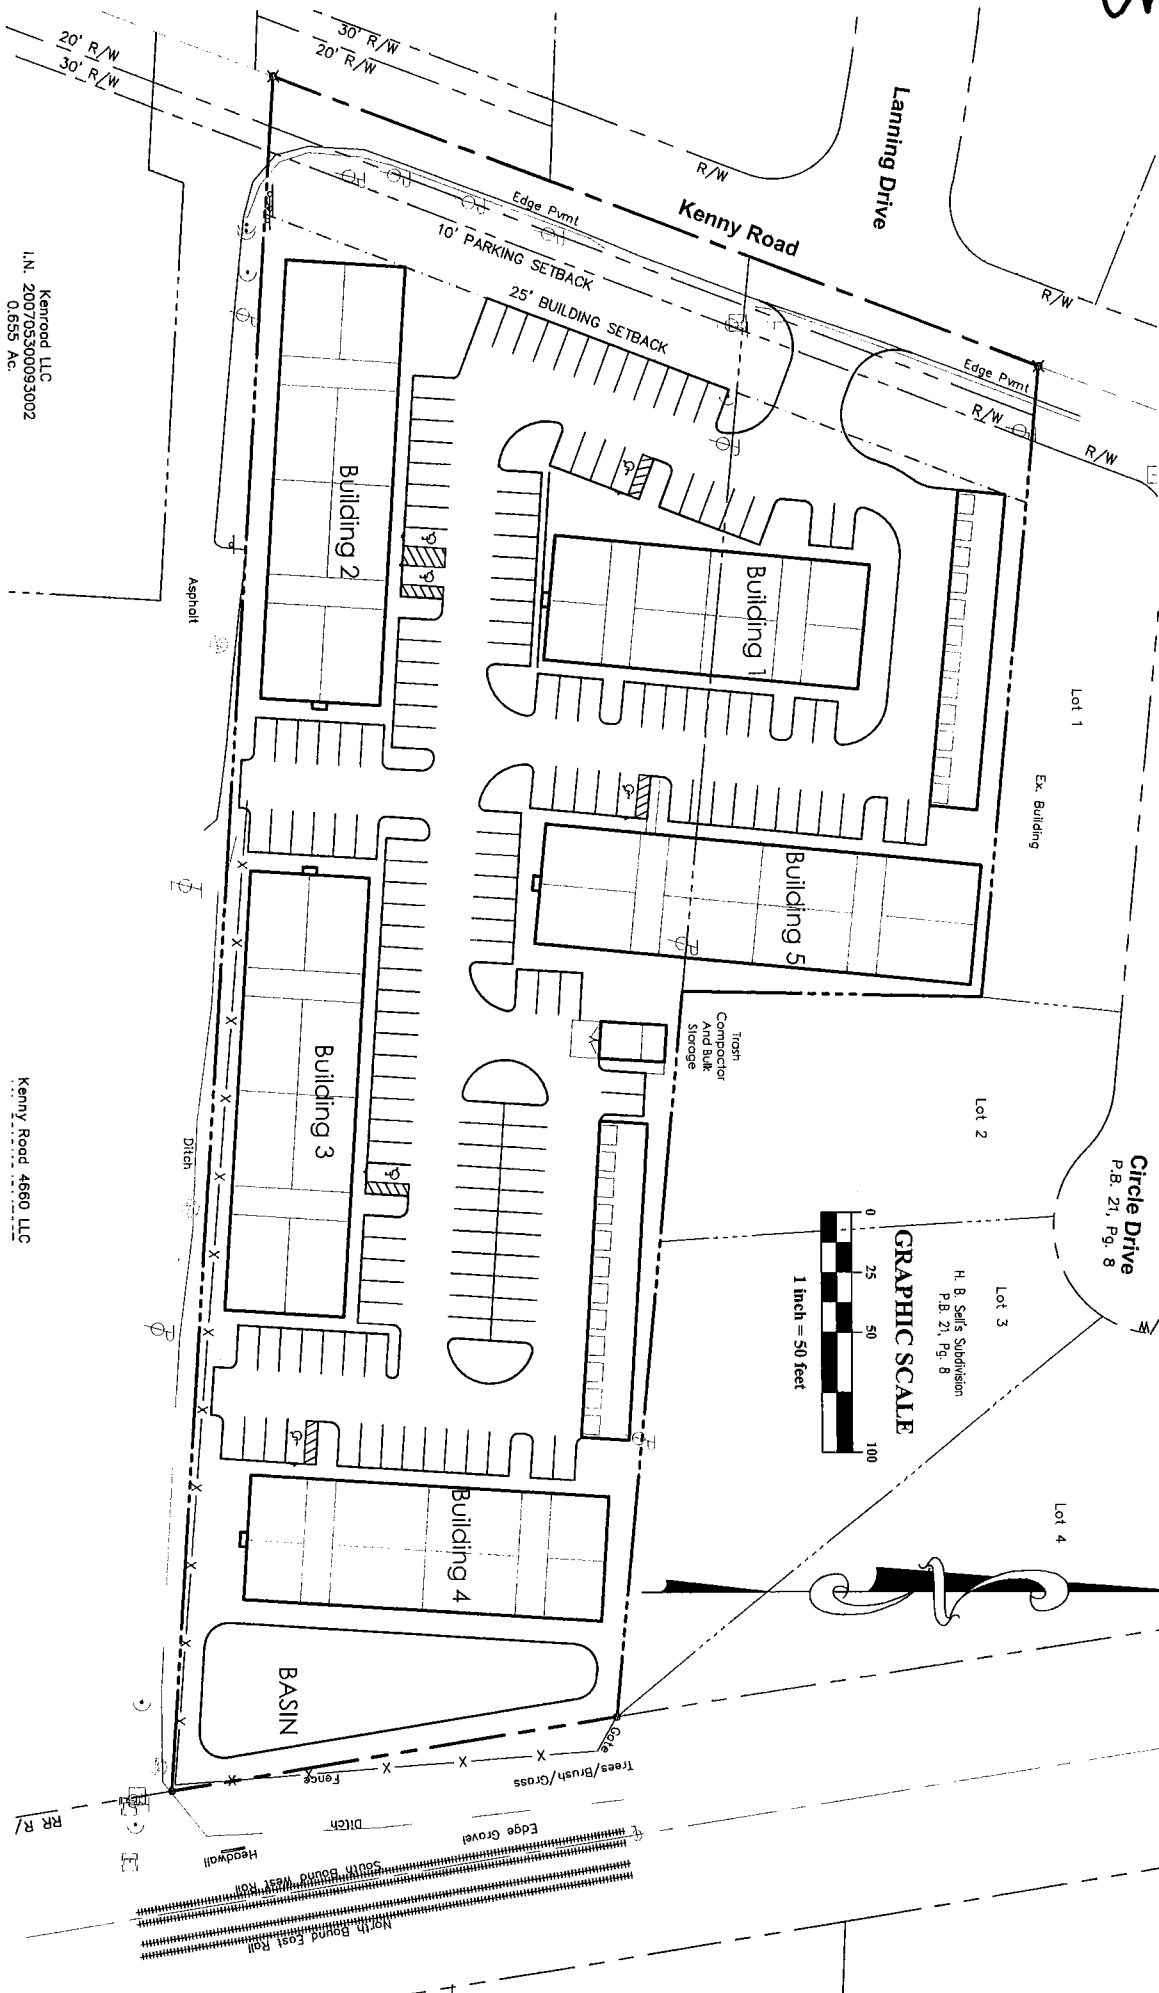 30' R/W
20' R/W
20' R/W
30' R/W
Lanning Drive
R/W
R/W
Kenny Road
Edge Pvmt
10' PARKING SETBACK
25' BUILDING SETBACK
Edge Pvmt
R/W
R/W
Kenrood LLC
I.N. 200705300093002
0.655 Ac.
Building 2
Building 1
Asphalt
Lot 1
Ex. Building
Building 5
Trash
Compactor
And Bulk
Storage
Building 3
Lot 2
Circle Drive
P.B. 21, Pg. 8
Lot 3
H. B. Sell's Subdivision
P.B. 21, Pg. 8
GRAPHIC SCALE
0 25 50 100
1 inch = 50 feet
Kenny Road 4660 LLC
Ditch
Lot 4
Building 4
BASIN
Gate
Trees/Brush/Grass
Fence
Ditch
RR R/
Headwall
Edge Gravel
South Bound West Rail
North Bound East Rail